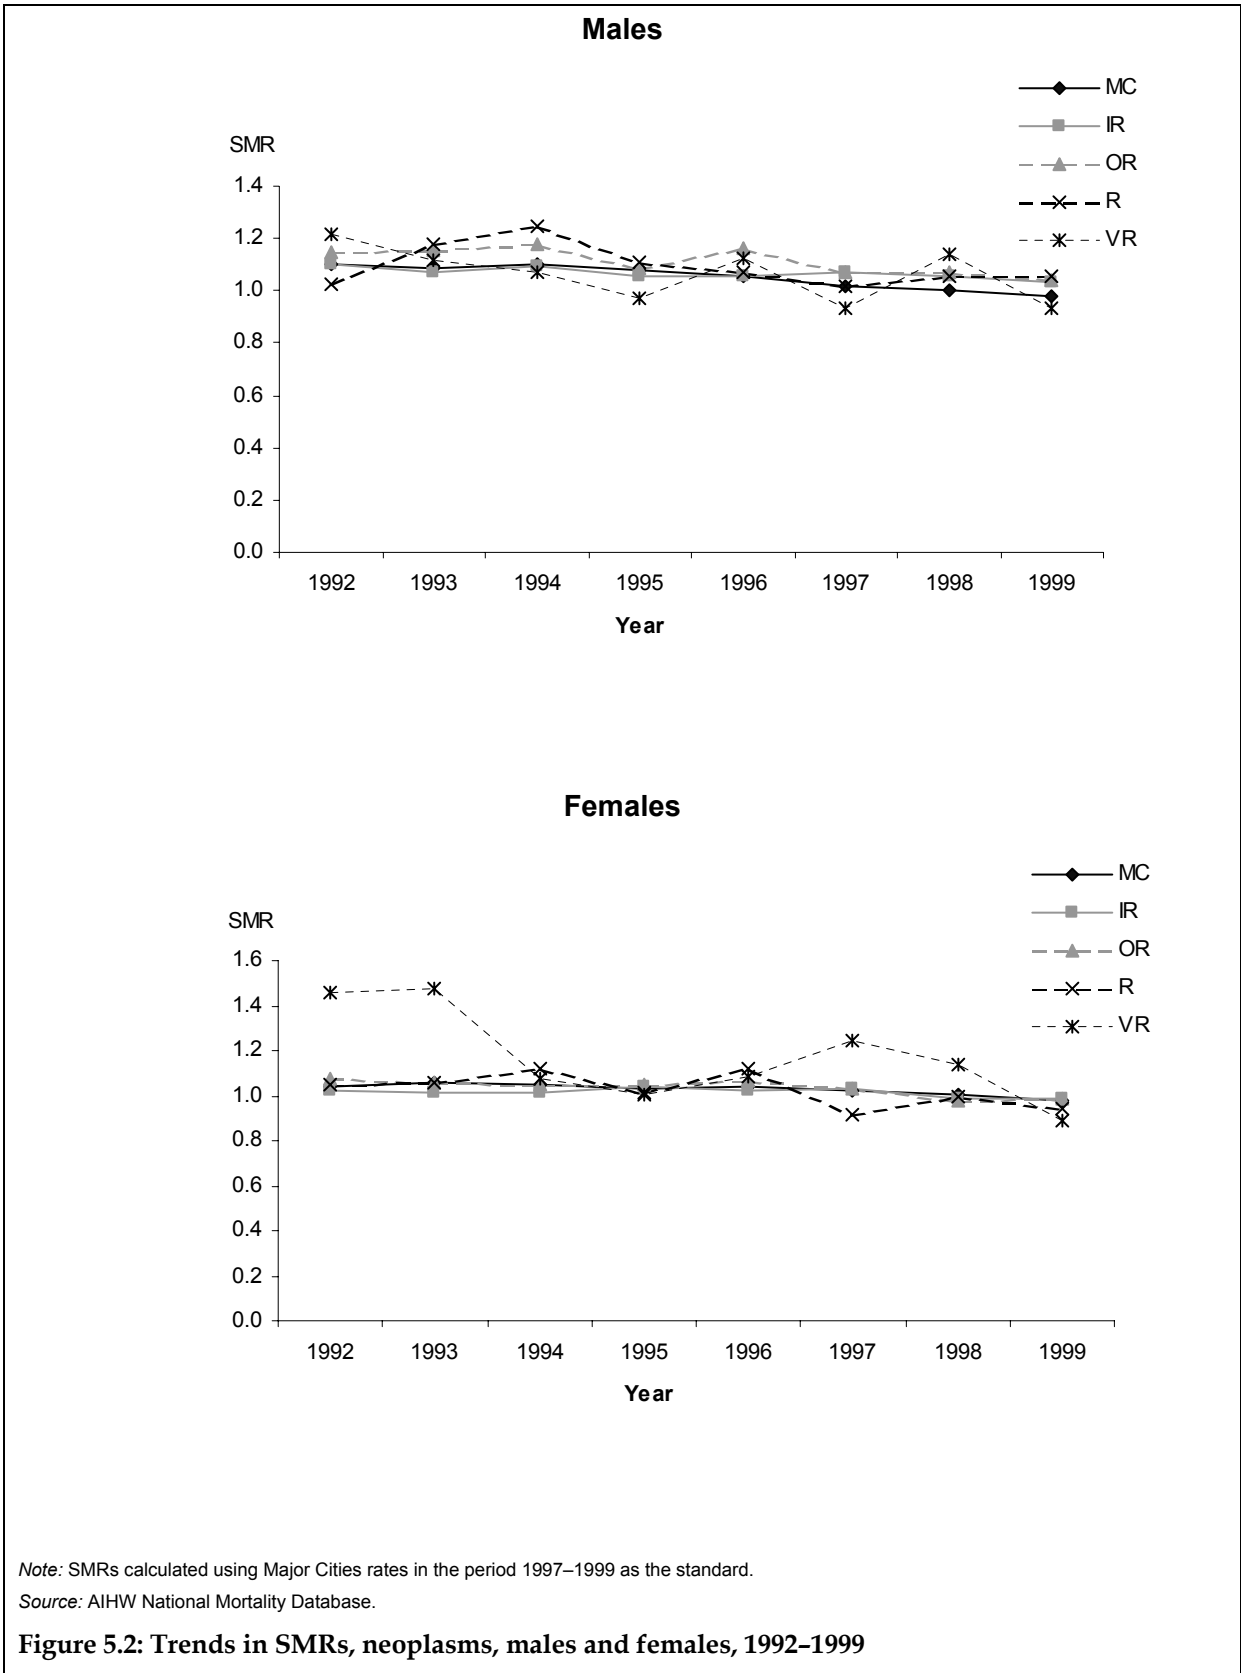 Males
MC
IR
OR
R
VR
SMR
1.4
1.2
1.0
0.8
0.6
0.4
0.2
0.0
1992 1993 1994 1995 1996 1997 1998 1999
Year
Females
MC
IR
OR
R
VR
SMR
1.6
1.4
1.2
1.0
0.8
0.6
0.4
0.2
0.0
1992 1993 1994 1995 1996 1997 1998 1999
Year
Note: SMRs calculated using Major Cities rates in the period 1997–1999 as the standard.
Source: AIHW National Mortality Database.
Figure 5.2: Trends in SMRs, neoplasms, males and females, 1992–1999